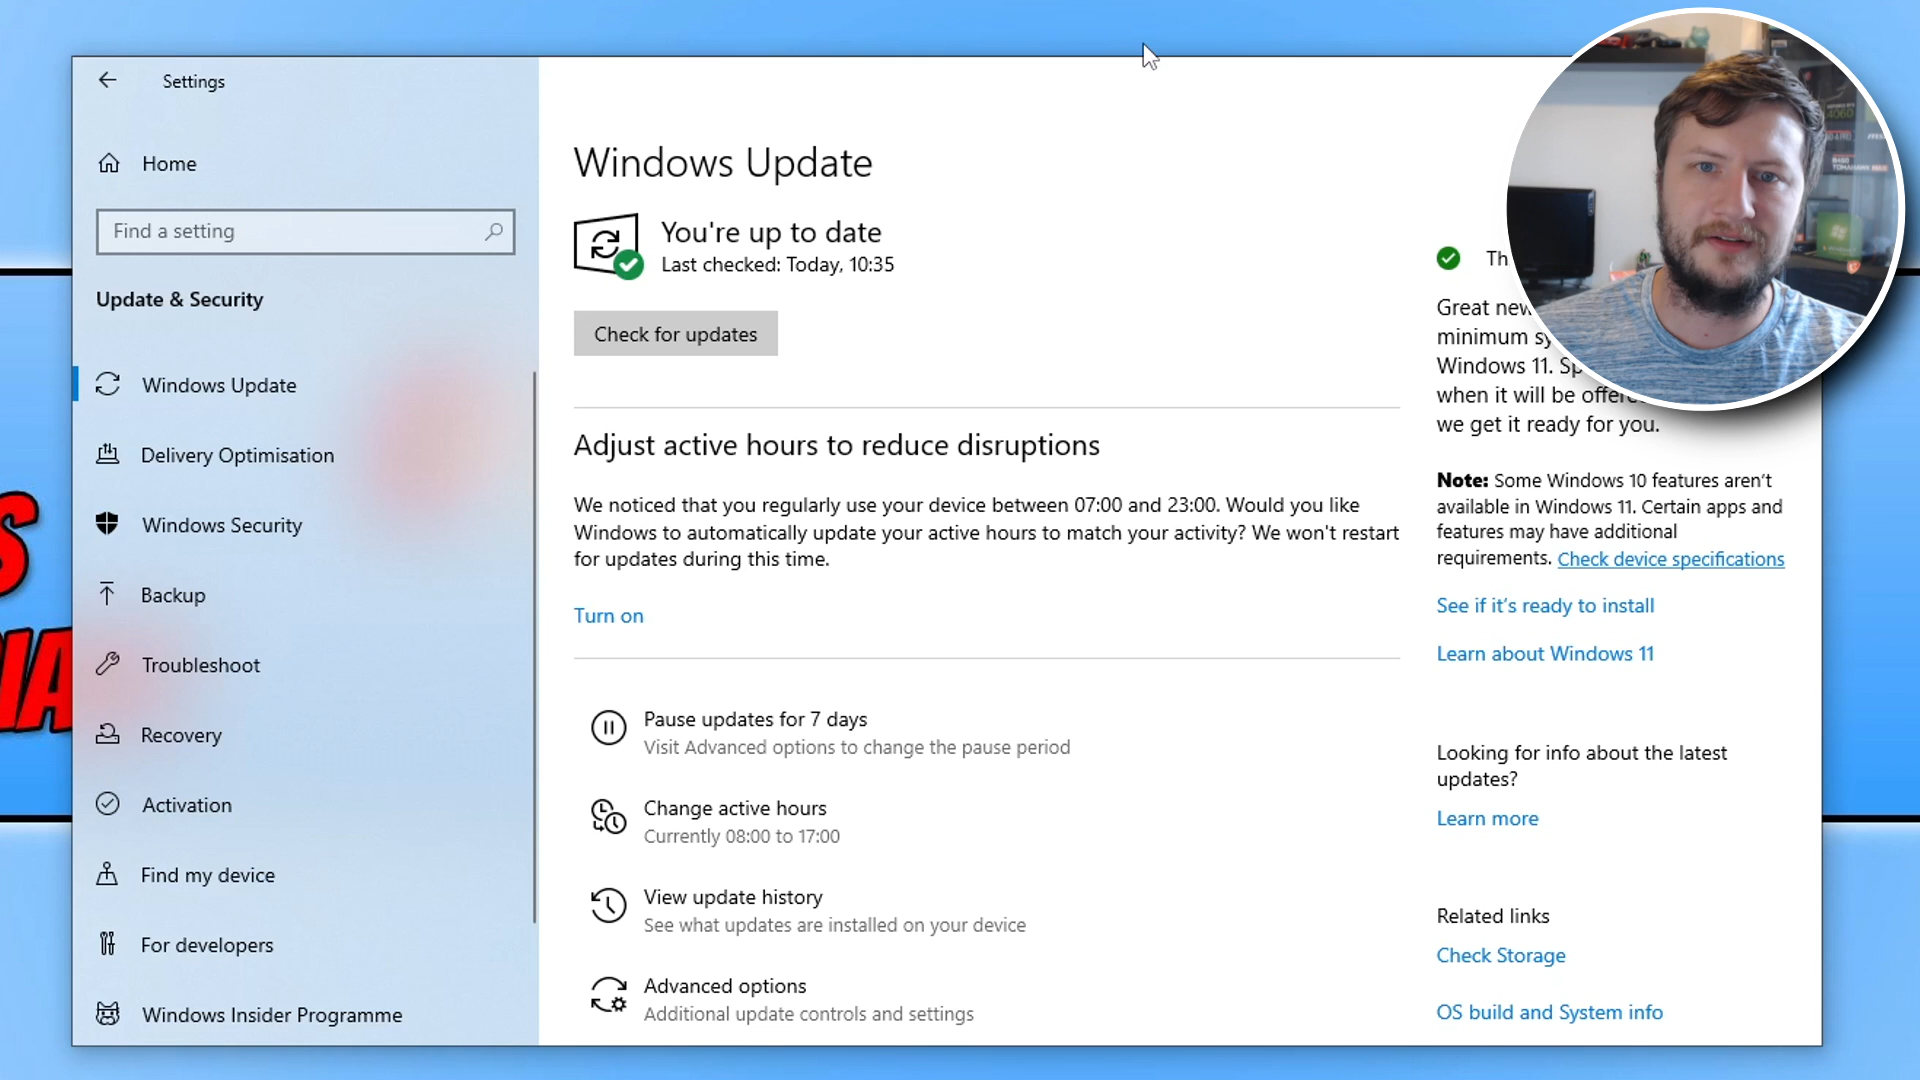 Settings
Home
Find a setting
Update & Security
Windows Update
Delivery Optimisation
Windows Security
Backup
Troubleshoot
Recovery
Activation
Find my device
For developers
Windows Insider Programme
Windows Update
You're up to date
Last checked: Today, 10:35
Check for updates
Adjust active hours to reduce disruptions
We noticed that you regularly use your device between 07:00 and 23:00. Would you like
Windows to automatically update your active hours to match your activity? We won't restart
for updates during this time.
Turn on
Pause updates for 7 days
Visit Advanced options to change the pause period
Change active hours
Currently 08:00 to 17:00
View update history
See what updates are installed on your device
Advanced options
Additional update controls and settings
Great
minimum
Windows 11.
when it will be
we get it ready for you.
Note: Some Windows 10 features aren't
available in Windows 11. Certain apps and
features may have additional
requirements. Check device specifications
See if it's ready to install
Learn about Windows 11
Looking for info about the latest
updates?
Learn more
Related links
Check Storage
OS build and System info